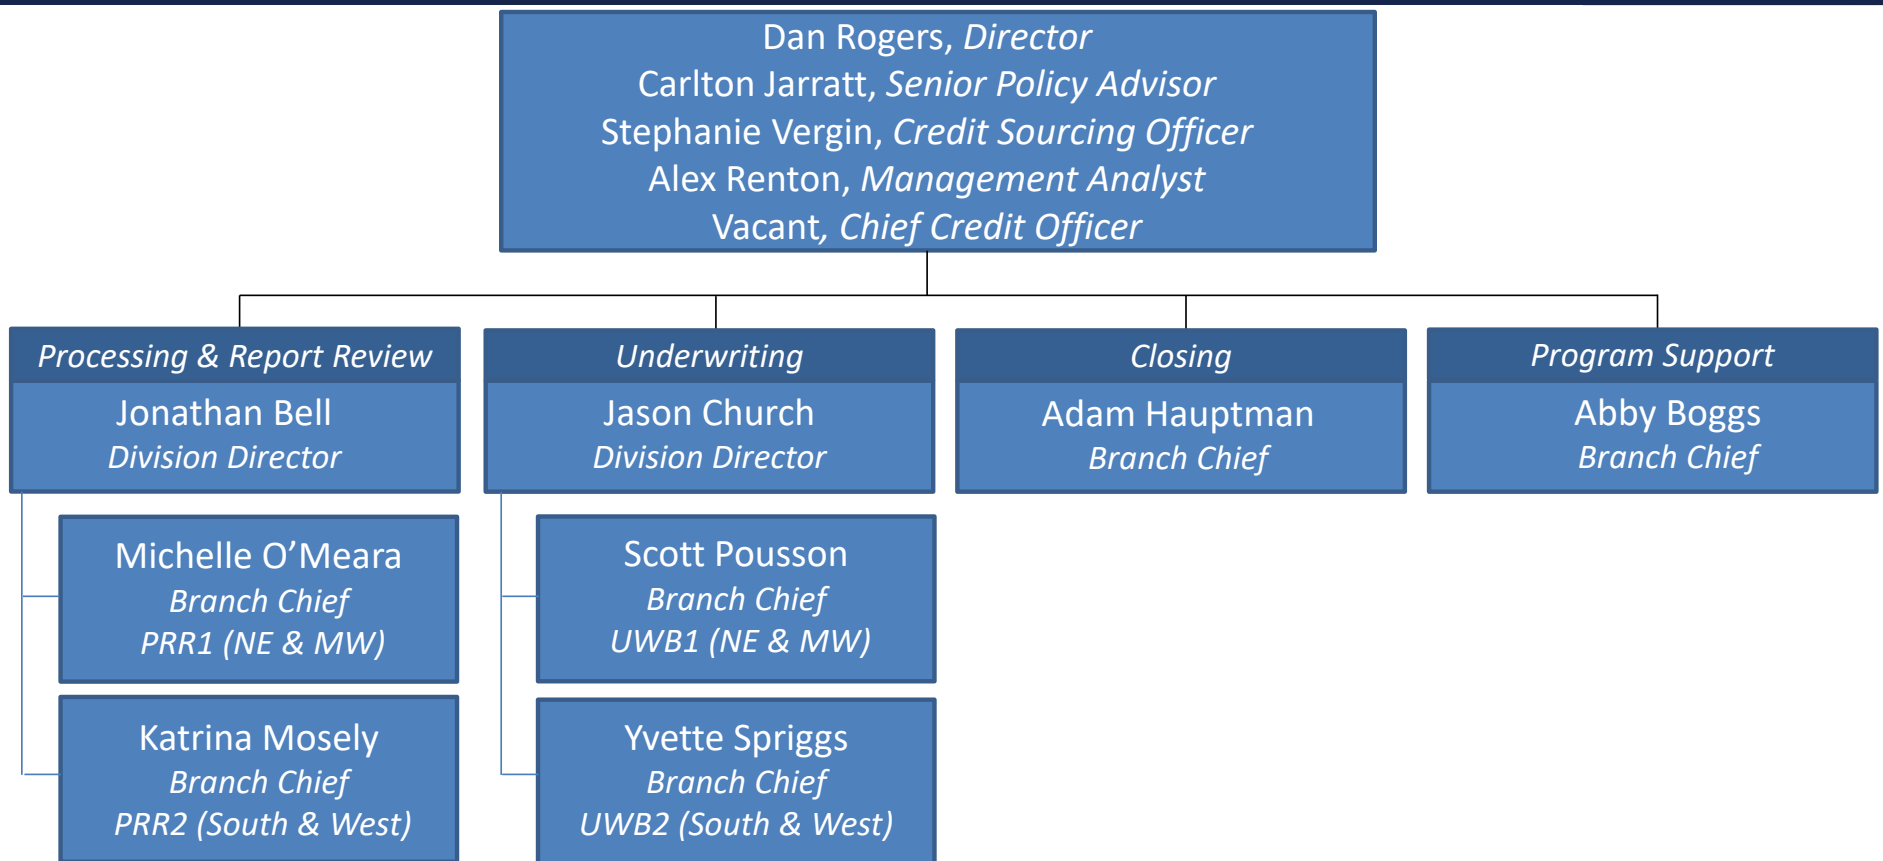 Dan Rogers, Director
Carlton Jarratt, Senior Policy Advisor
Stephanie Vergin, Credit Sourcing Officer
Alex Renton, Management Analyst
Vacant, Chief Credit Officer
Processing & Report Review
Jonathan Bell
Division Director
Michelle O’Meara
Branch Chief
PRR1 (NE & MW)
Katrina Mosely
Branch Chief
PRR2 (South & West)
Underwriting
Jason Church
Division Director
Scott Pousson
Branch Chief
UWB1 (NE & MW)
Yvette Spriggs
Branch Chief
UWB2 (South & West)
Closing
Adam Hauptman
Branch Chief
Program Support
Abby Boggs
Branch Chief